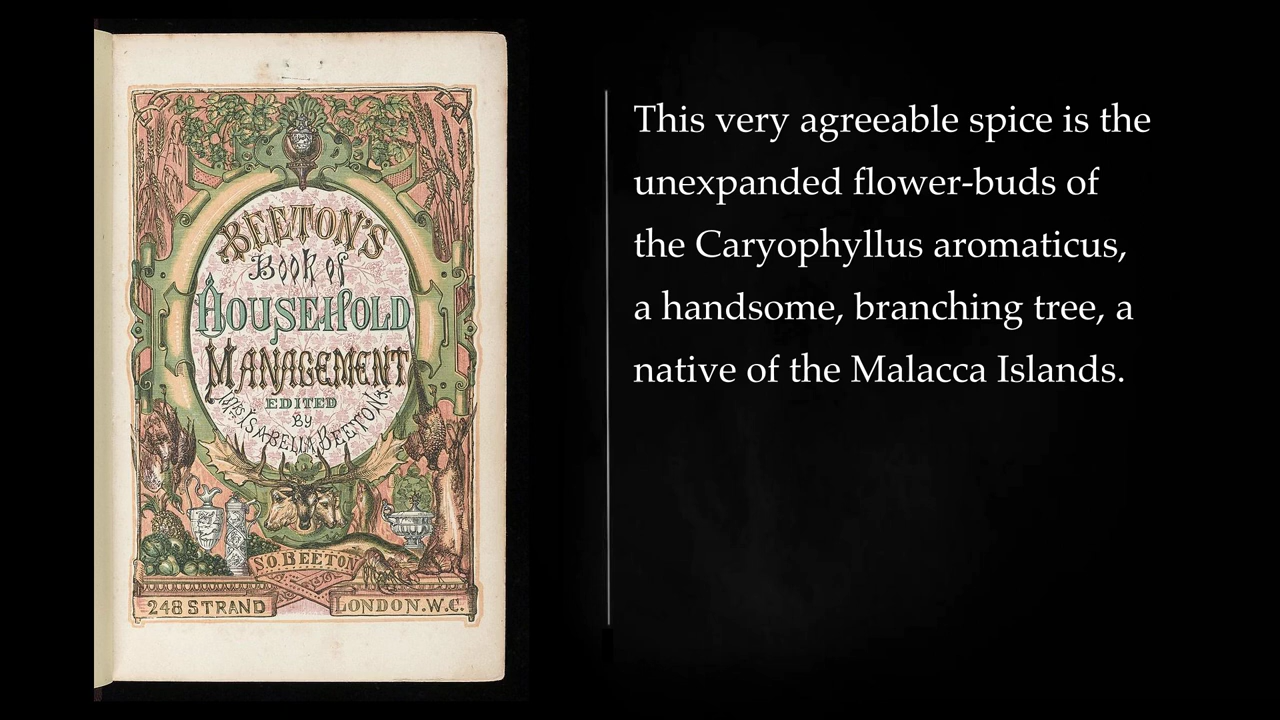 BEETON'S
Book of
HOUSEHOLD
MANAGEMENT
EDITED
BY
MRS ISABELLA BEETON
S.O. BEETON
248 STRAND
LONDON. W.C.
This very agreeable spice is the
unexpanded flower-buds of
the Caryophyllus aromaticus,
a handsome, branching tree, a
native of the Malacca Islands.